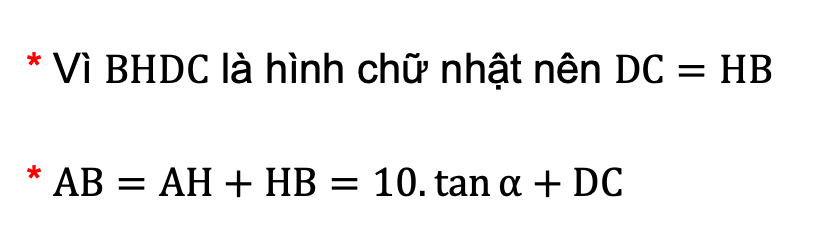 * Vì BHDC là hình chữ nhật nên DC = HB
* AB = AH + HB = 10. tan α + DC